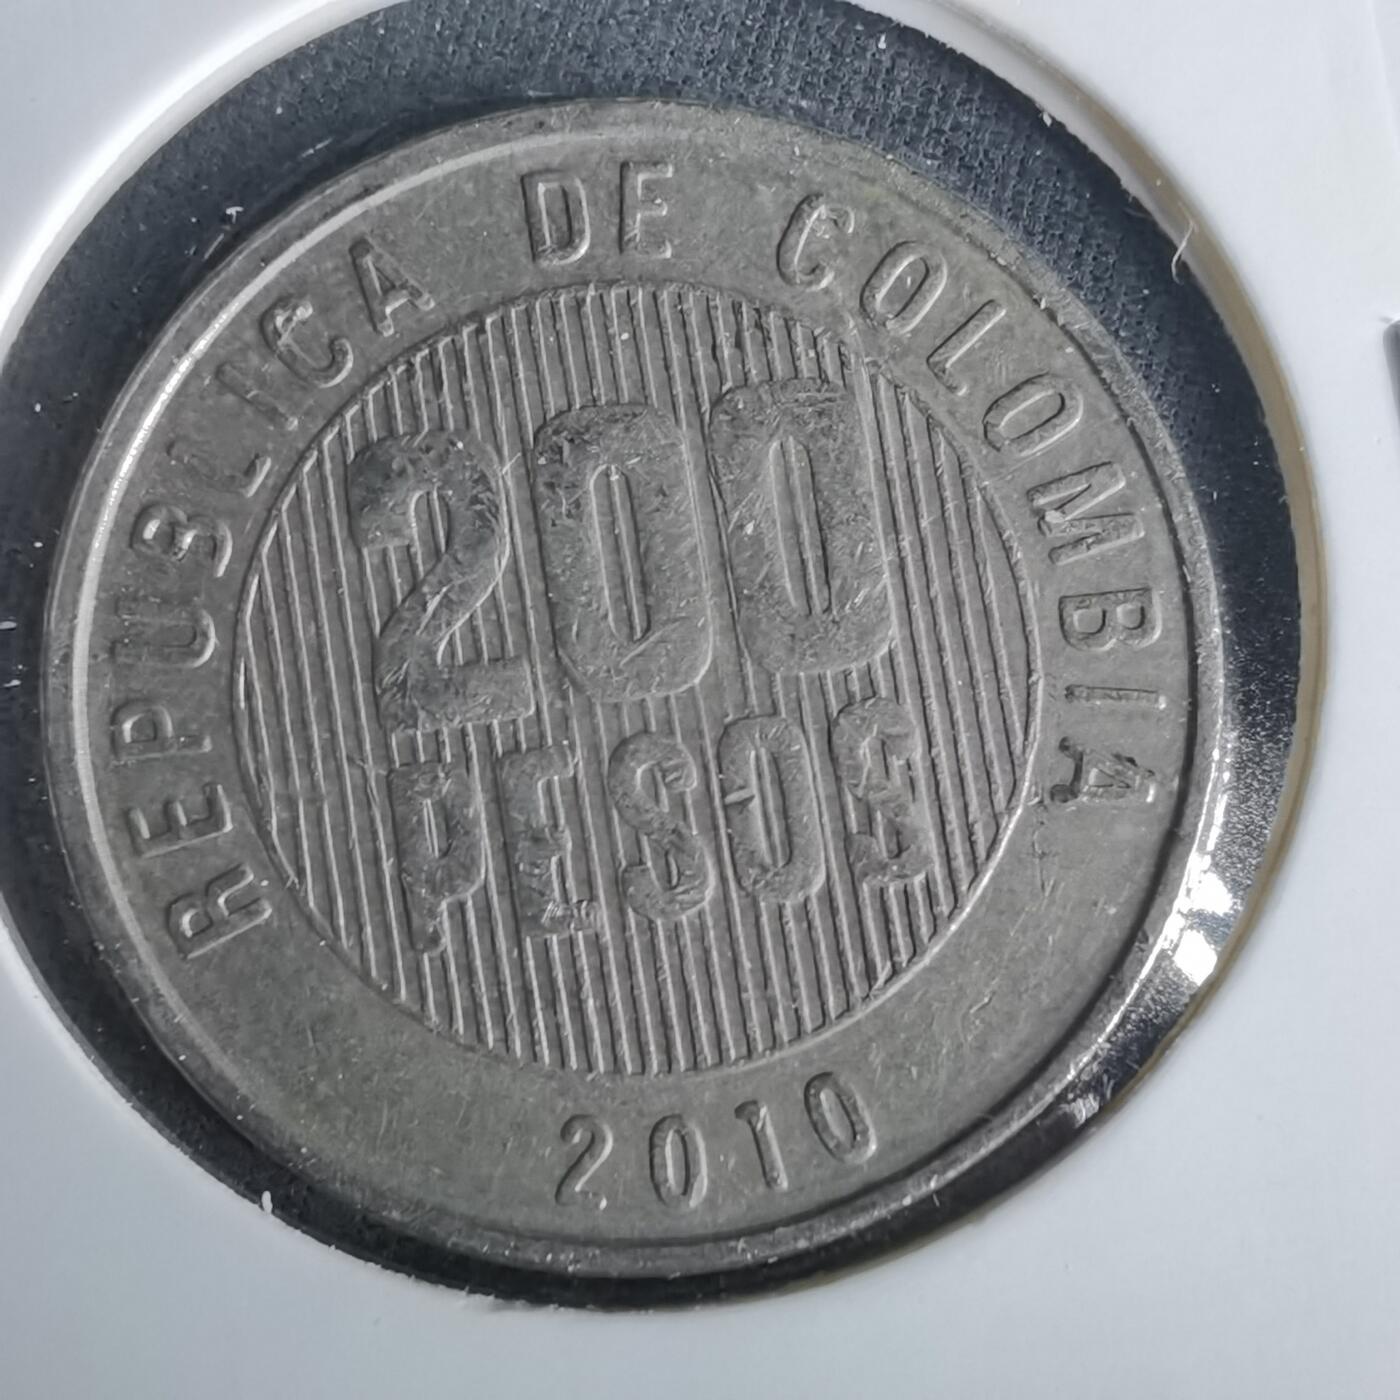 REPUBLICA DE COLOMBIA
200
PESOS
2010